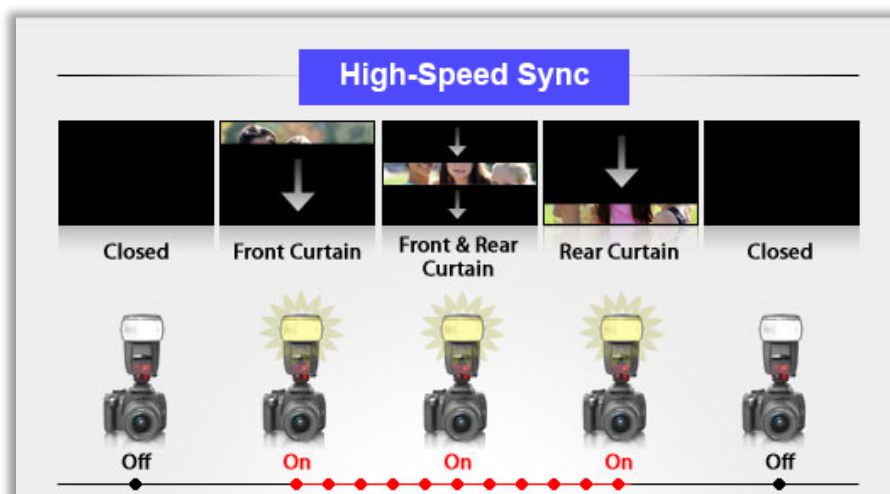 High-Speed Sync
Closed
Front Curtain
Front & Rear
Curtain
Rear Curtain
Closed
Off
On
On
On
Off